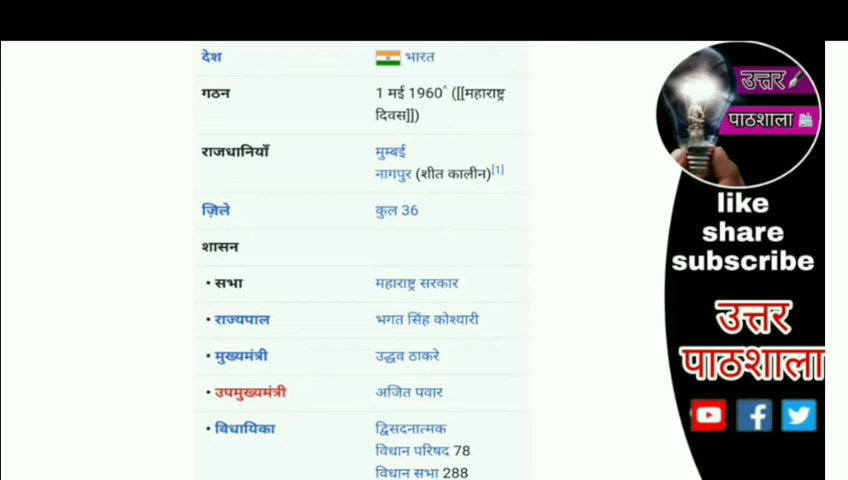 देश भारत
गठन 1 मई 1960^ ([[महाराष्ट्र
दिवस]])
राजधानियाँ मुम्बई
नागपुर (शीत कालीन)[1]
ज़िले कुल 36
शासन
• सभा महाराष्ट्र सरकार
• राज्यपाल भगत सिंह कोश्यारी
• मुख्यमंत्री उद्धव ठाकरे
• उपमुख्यमंत्री अजित पवार
• विधायिका द्विसदनात्मक
विधान परिषद 78
विधान सभा 288
उत्तर
पाठशाला
like
share
subscribe
उत्तर
पाठशाला